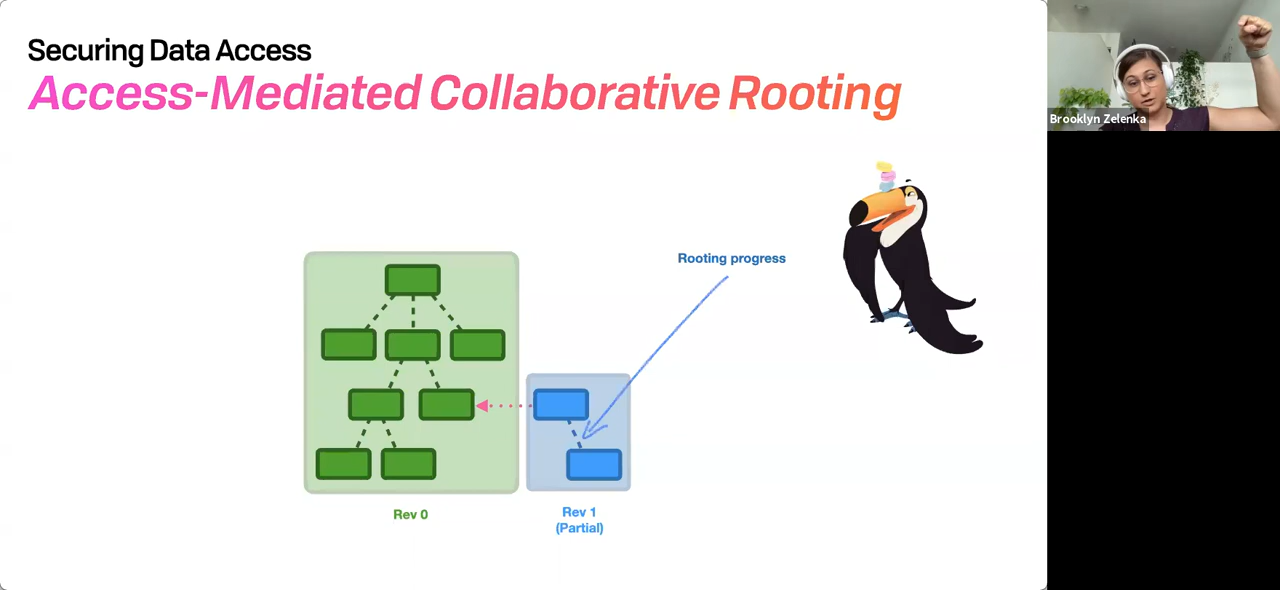 Securing Data Access
Access-Mediated Collaborative Rooting
Brooklyn Zelenka
Rooting progress
Rev 0
Rev 1
(Partial)